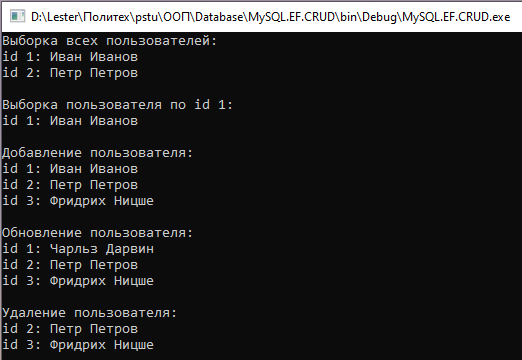 D:\Lester\Политех\pstu\ООП\Database\MySQL.EF.CRUD\bin\Debug\MySQL.EF.CRUD.exe
Выборка всех пользователей:
id 1: Иван Иванов
id 2: Петр Петров
Выборка пользователя по id 1:
id 1: Иван Иванов
Добавление пользователя:
id 1: Иван Иванов
id 2: Петр Петров
id 3: Фридрих Ницше
Обновление пользователя:
id 1: Чарльз Дарвин
id 2: Петр Петров
id 3: Фридрих Ницше
Удаление пользователя:
id 2: Петр Петров
id 3: Фридрих Ницше